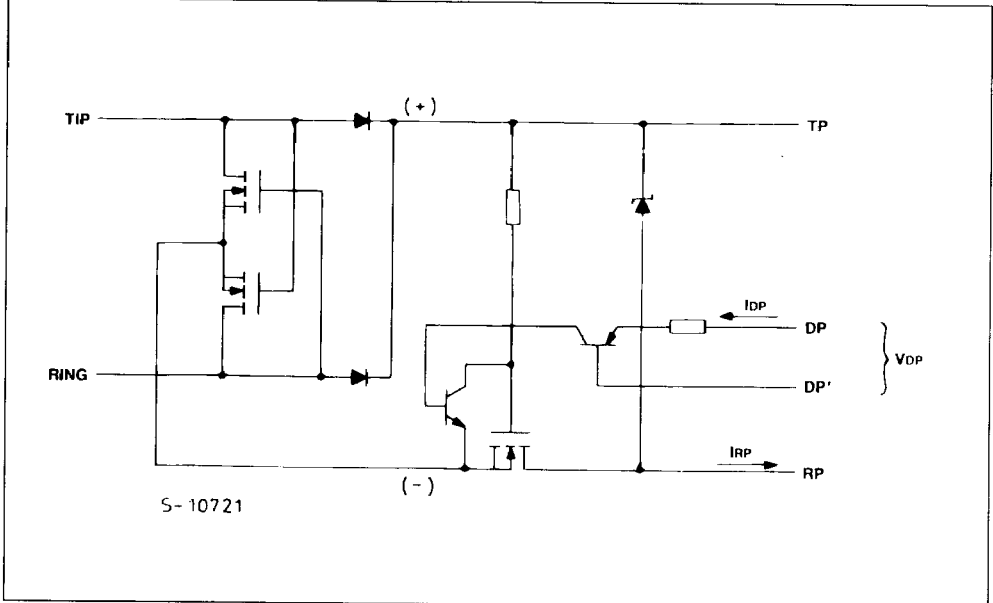 (+)
TIP
TP
IDP
DP
VDP
DP'
RING
IRP
RP
(-)
S-10721